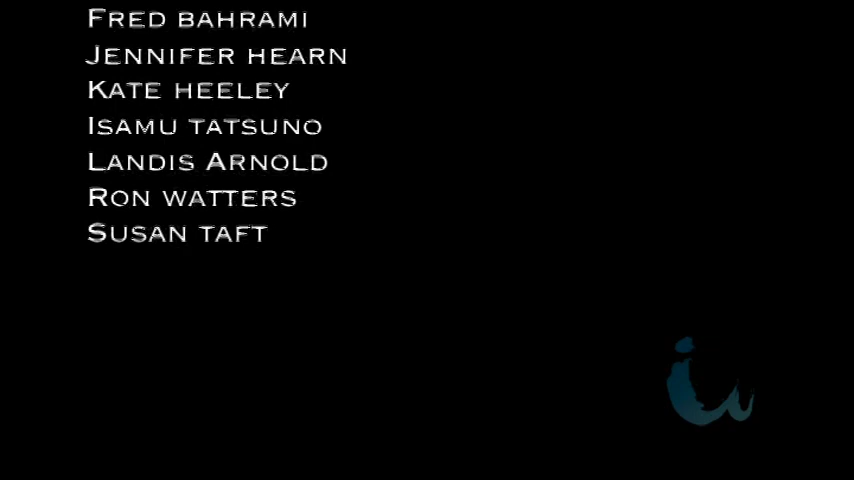 Fred bahrami
Jennifer hearn
Kate heeley
Isamu tatsuno
Landis Arnold
Ron watters
Susan taft